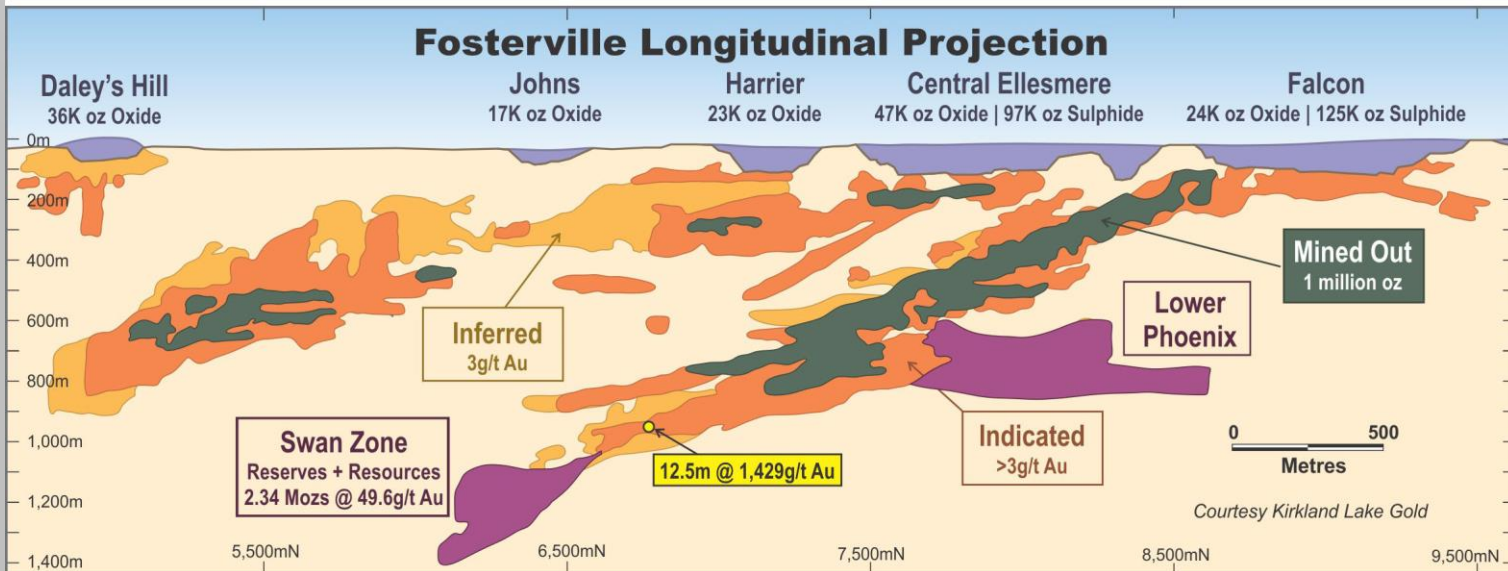 Fosterville Longitudinal Projection
Daley's Hill
36K oz Oxide
Johns
17K oz Oxide
Harrier
23K oz Oxide
Central Ellesmere
47K oz Oxide | 97K oz Sulphide
Falcon
24K oz Oxide | 125K oz Sulphide
0m
200m
400m
600m
800m
1,000m
1,200m
1,400m
Mined Out
1 million oz
Lower
Phoenix
Inferred
3g/t Au
Swan Zone
Reserves + Resources
2.34 Mozs @ 49.6g/t Au
12.5m @ 1,429g/t Au
Indicated
>3g/t Au
0 500
Metres
Courtesy Kirkland Lake Gold
5,500mN
6,500mN
7,500mN
8,500mN
9,500mN